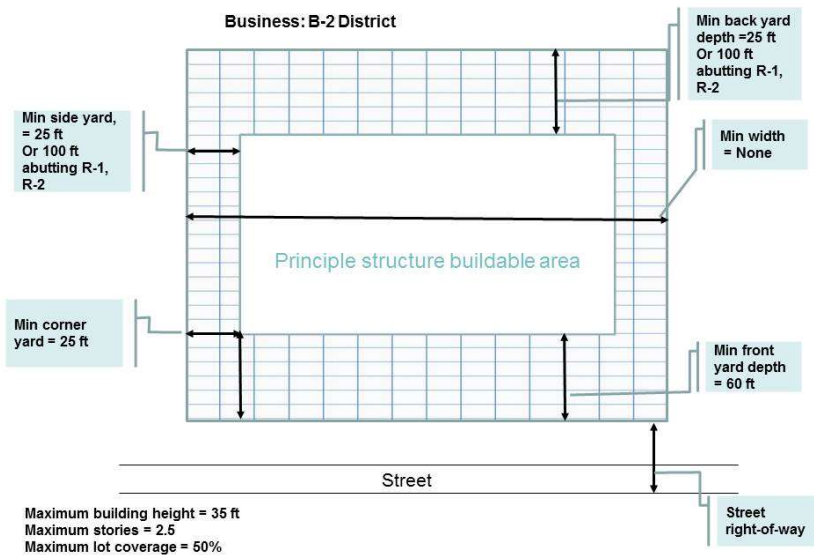 Business: B-2 District
Min back yard
depth =25 ft
Or 100 ft
abutting R-1,
R-2
Min side yard,
= 25 ft
Or 100 ft
abutting R-1,
R-2
Min width
= None
Principle structure buildable area
Min corner
yard = 25 ft
Min front
yard depth
= 60 ft
Street
Street
right-of-way
Maximum building height = 35 ft
Maximum stories = 2.5
Maximum lot coverage = 50%